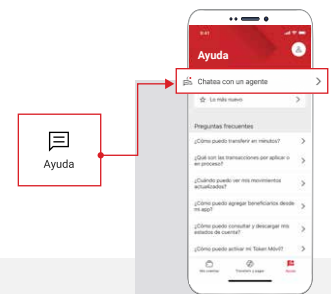 9:41
Ayuda
Chatea con un agente
Lo más nuevo
Preguntas frecuentes
¿Cómo puedo transferir en minutos?
¿Qué son las transacciones por aplicar o
en proceso?
¿Cuándo puedo ver mis movimientos
actualizados?
¿Cómo puedo agregar beneficiarios desde
mi app?
¿Cómo puedo consultar y descargar mis
estados de cuenta?
¿Cómo puedo activar mi Token Móvil?
Mis cuentas
Transferir y pagar
Ayuda
Ayuda